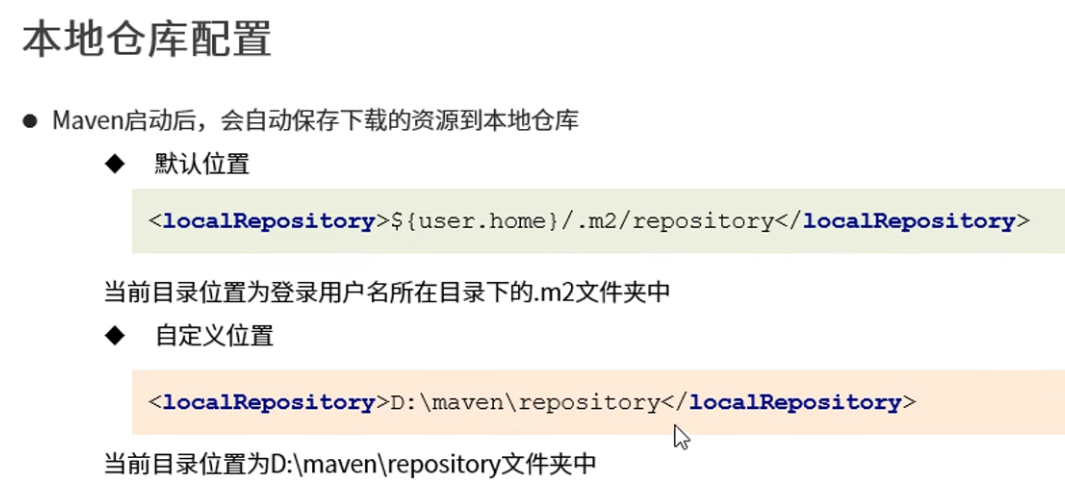 本地仓库配置
● Maven启动后，会自动保存下载的资源到本地仓库
◆ 默认位置
<localRepository>${user.home}/.m2/repository</localRepository>
当前目录位置为登录用户名所在目录下的.m2文件夹中
◆ 自定义位置
<localRepository>D:\maven\repository</localRepository>
当前目录位置为D:\maven\repository文件夹中